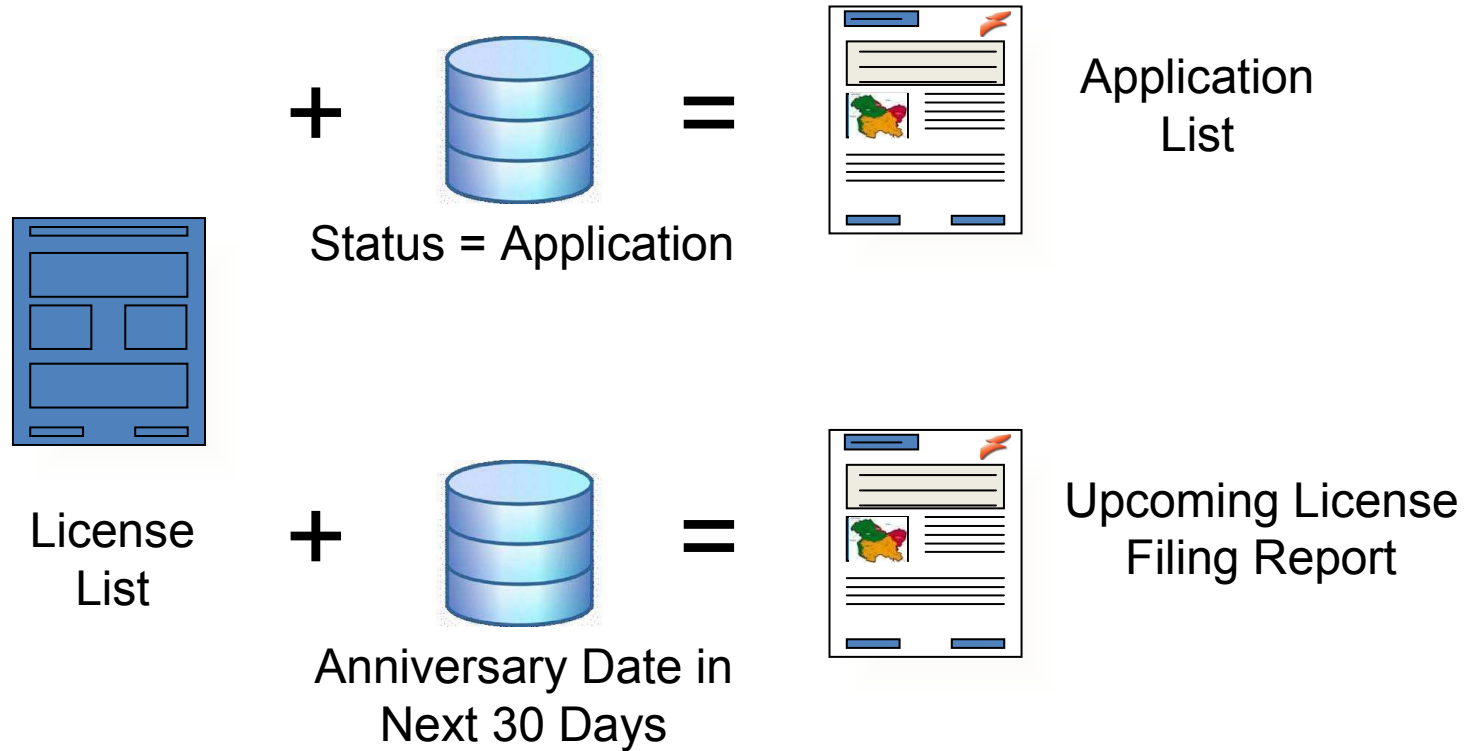 +
=
Application
List
Status = Application
License
List
+
=
Upcoming License
Filing Report
Anniversary Date in
Next 30 Days